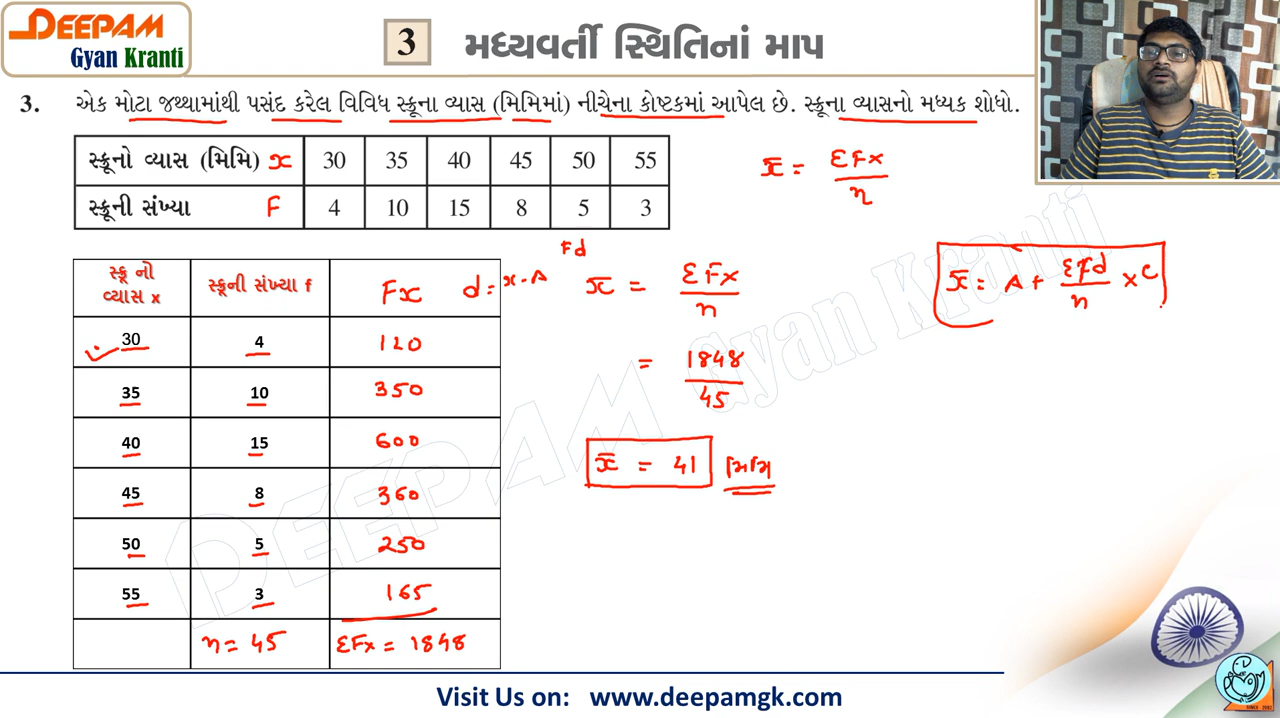 DEEPAM
Gyan Kranti
3 મધ્યવર્તી સ્થિતિનાં માપ
3. એક મોટા જથ્થામાંથી પસંદ કરેલ વિવિધ સ્ક્રૂના વ્યાસ (મિમિમાં) નીચેના કોષ્ટકમાં આપેલ છે. સ્ક્રૂના વ્યાસનો મધ્યક શોધો.
સ્ક્રૂનો વ્યાસ (મિમિ) x 30 35 40 45 50 55
સ્ક્રૂની સંખ્યા F 4 10 15 8 5 3
x̄ = ΣFx / n
Fd
સ્ક્રૂ નો વ્યાસ x સ્ક્રૂની સંખ્યા f Fx
30 4 120
35 10 350
40 15 600
45 8 360
50 5 250
55 3 165
n = 45 ΣFx = 1848
d = x - A
x̄ = ΣFx / n
= 1848 / 45
x̄ = 41 મિમિ
x̄ = A + Σfd / n × C
DEEPAM Gyan Kranti
Visit Us on: www.deepamgk.com